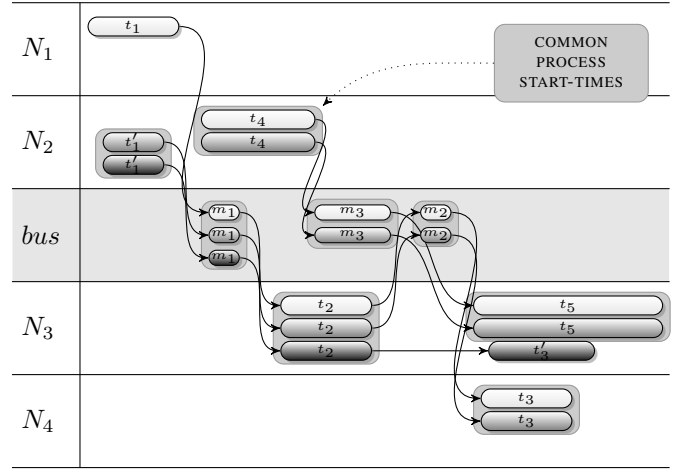 N1
t1
COMMON
PROCESS
START-TIMES
N2
t4
t4
t′1
t′1
bus
m1
m3
m2
m1
m3
m2
m1
N3
t2
t5
t2
t5
t2
t′3
N4
t3
t3